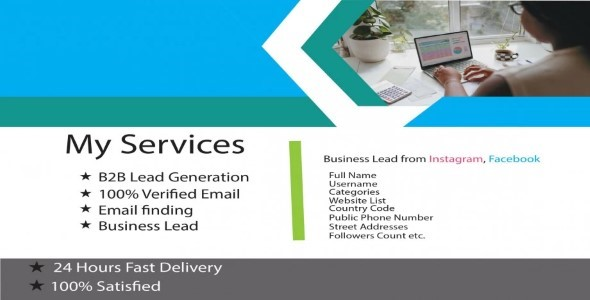 My Services
★ B2B Lead Generation
★ 100% Verified Email
★ Email finding
★ Business Lead
Business Lead from Instagram, Facebook
Full Name
Username
Categories
Website List
Country Code
Public Phone Number
Street Addresses
Followers Count etc.
★ 24 Hours Fast Delivery
★ 100% Satisfied